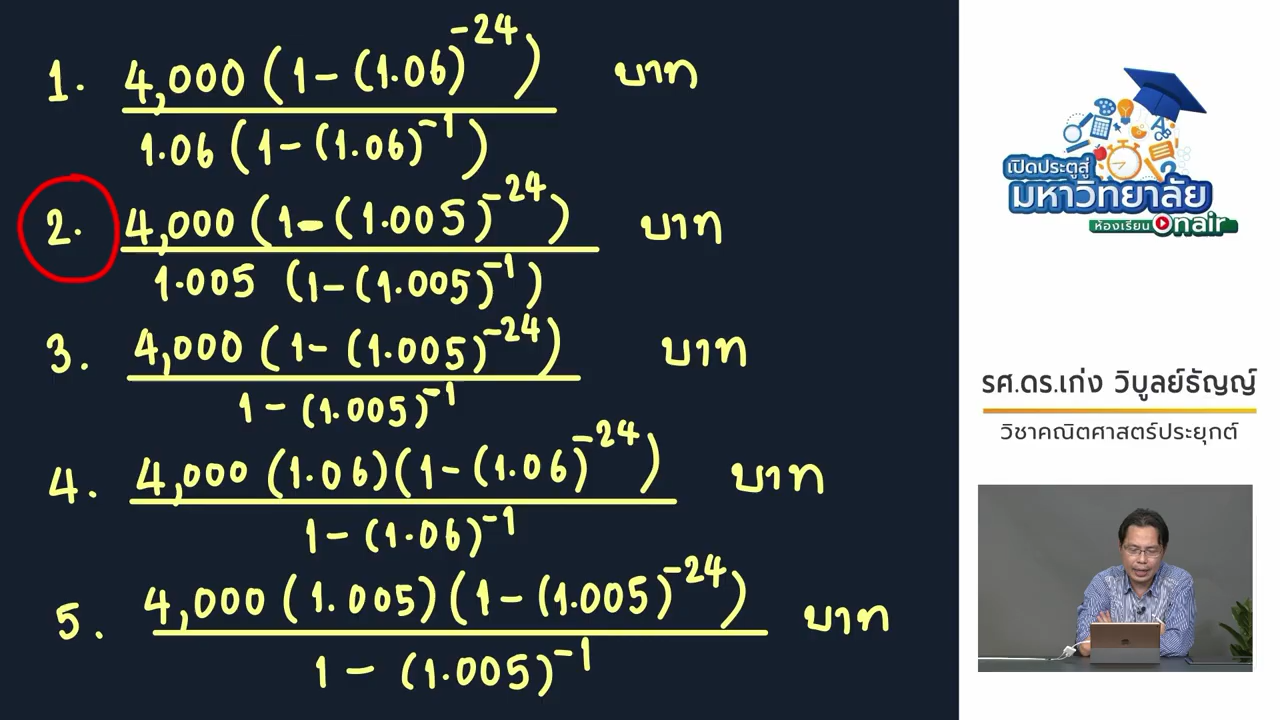 1. 4,000 (1 - (1.06)^-24) บาท
1.06 (1 - (1.06)^-1)
2. 4,000 (1 - (1.005)^-24) บาท
1.005 (1 - (1.005)^-1)
3. 4,000 (1 - (1.005)^-24) บาท
1 - (1.005)^-1
4. 4,000 (1.06)(1 - (1.06)^-24) บาท
1 - (1.06)^-1
5. 4,000 (1.005)(1 - (1.005)^-24) บาท
1 - (1.005)^-1
เปิดประตูสู่
มหาวิทยาลัย
ห้องเรียน Onair
รศ.ดร.เก่ง วิบูลย์ธัญญ์
วิชาคณิตศาสตร์ประยุกต์